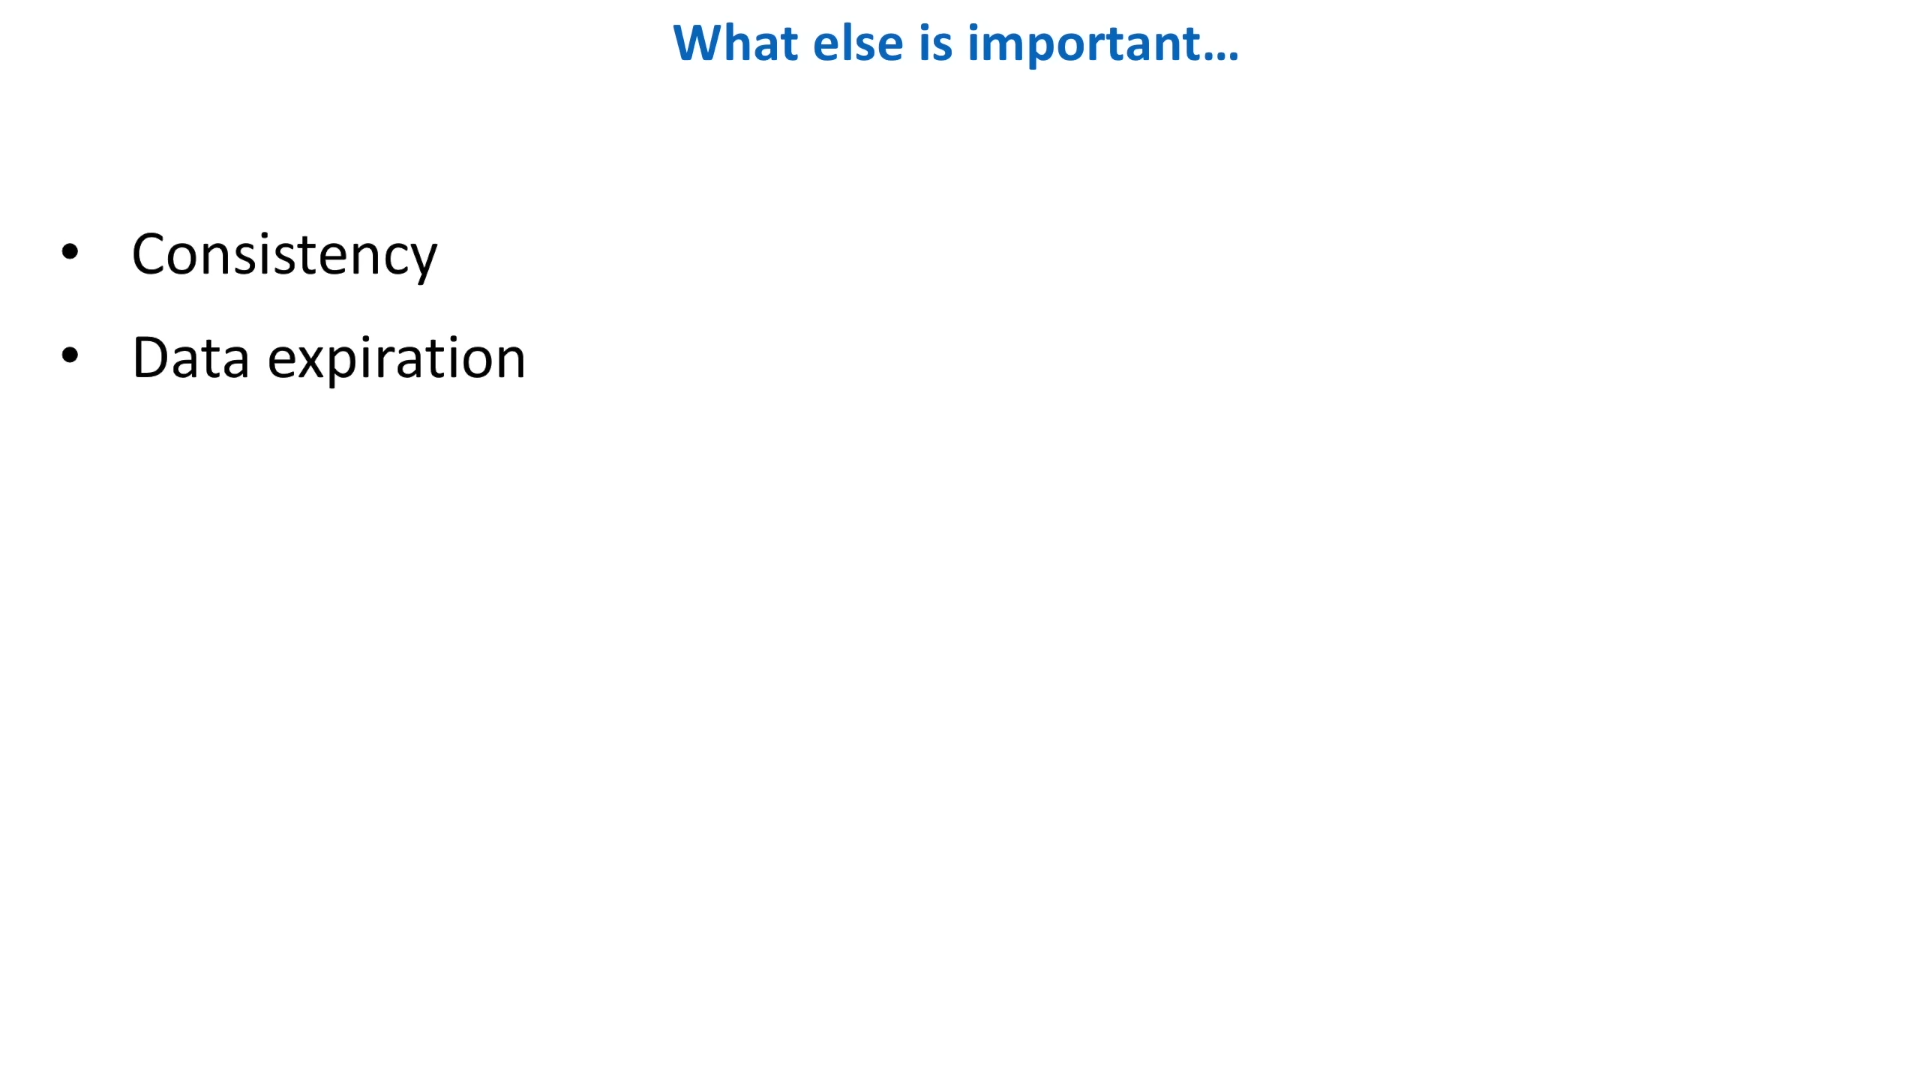 What else is important…
• Consistency
• Data expiration